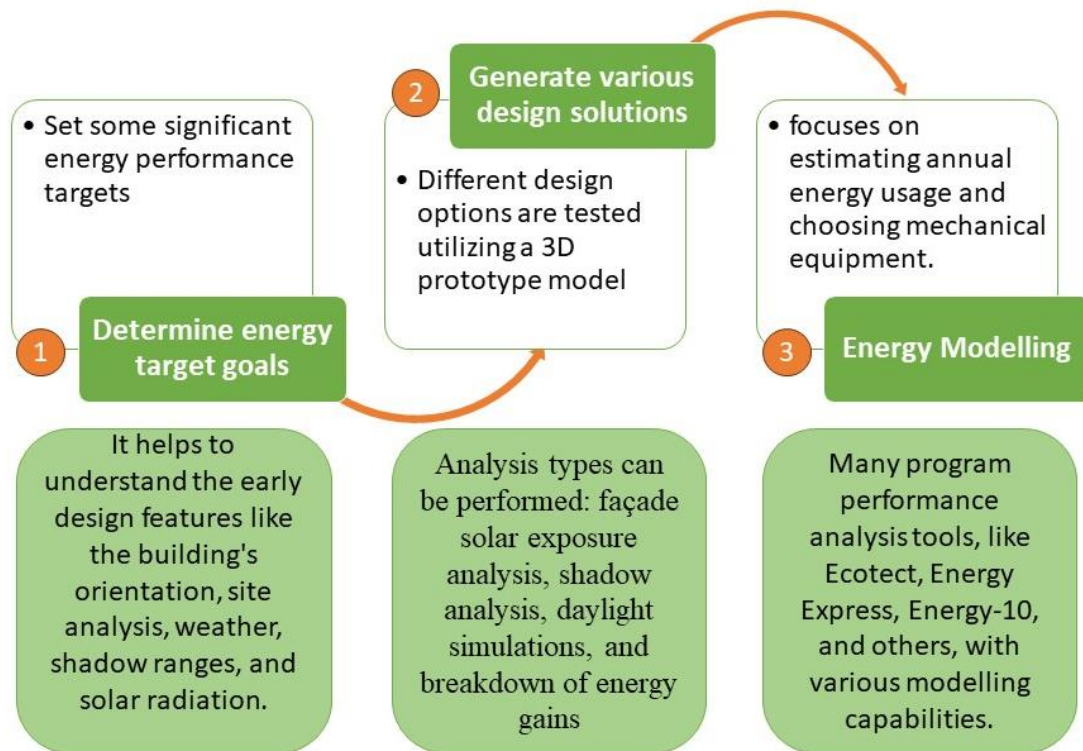 1
Determine energy
target goals
• Set some significant
energy performance
targets
It helps to
understand the early
design features like
the building's
orientation, site
analysis, weather,
shadow ranges, and
solar radiation.
2
Generate various
design solutions
• Different design
options are tested
utilizing a 3D
prototype model
Analysis types can
be performed: façade
solar exposure
analysis, shadow
analysis, daylight
simulations, and
breakdown of energy
gains
• focuses on
estimating annual
energy usage and
choosing mechanical
equipment.
3
Energy Modelling
Many program
performance
analysis tools, like
Ecotect, Energy
Express, Energy-10,
and others, with
various modelling
capabilities.